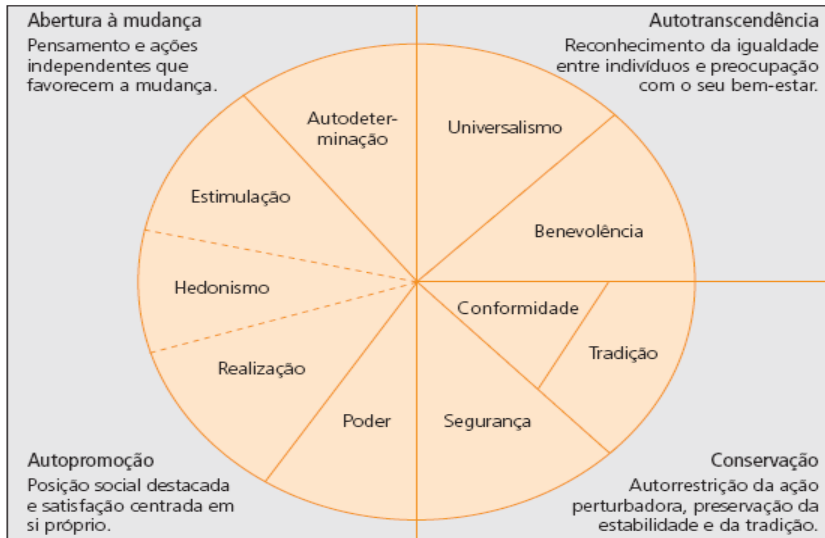 Abertura à mudança
Pensamento e ações
independentes que
favorecem a mudança.
Autotranscendência
Reconhecimento da igualdade
entre indivíduos e preocupação
com o seu bem-estar.
Autodeter-
minação
Universalismo
Estimulação
Benevolência
Hedonismo
Conformidade
Tradição
Realização
Poder
Segurança
Autopromoção
Posição social destacada
e satisfação centrada em
si próprio.
Conservação
Autorrestrição da ação
perturbadora, preservação da
estabilidade e da tradição.